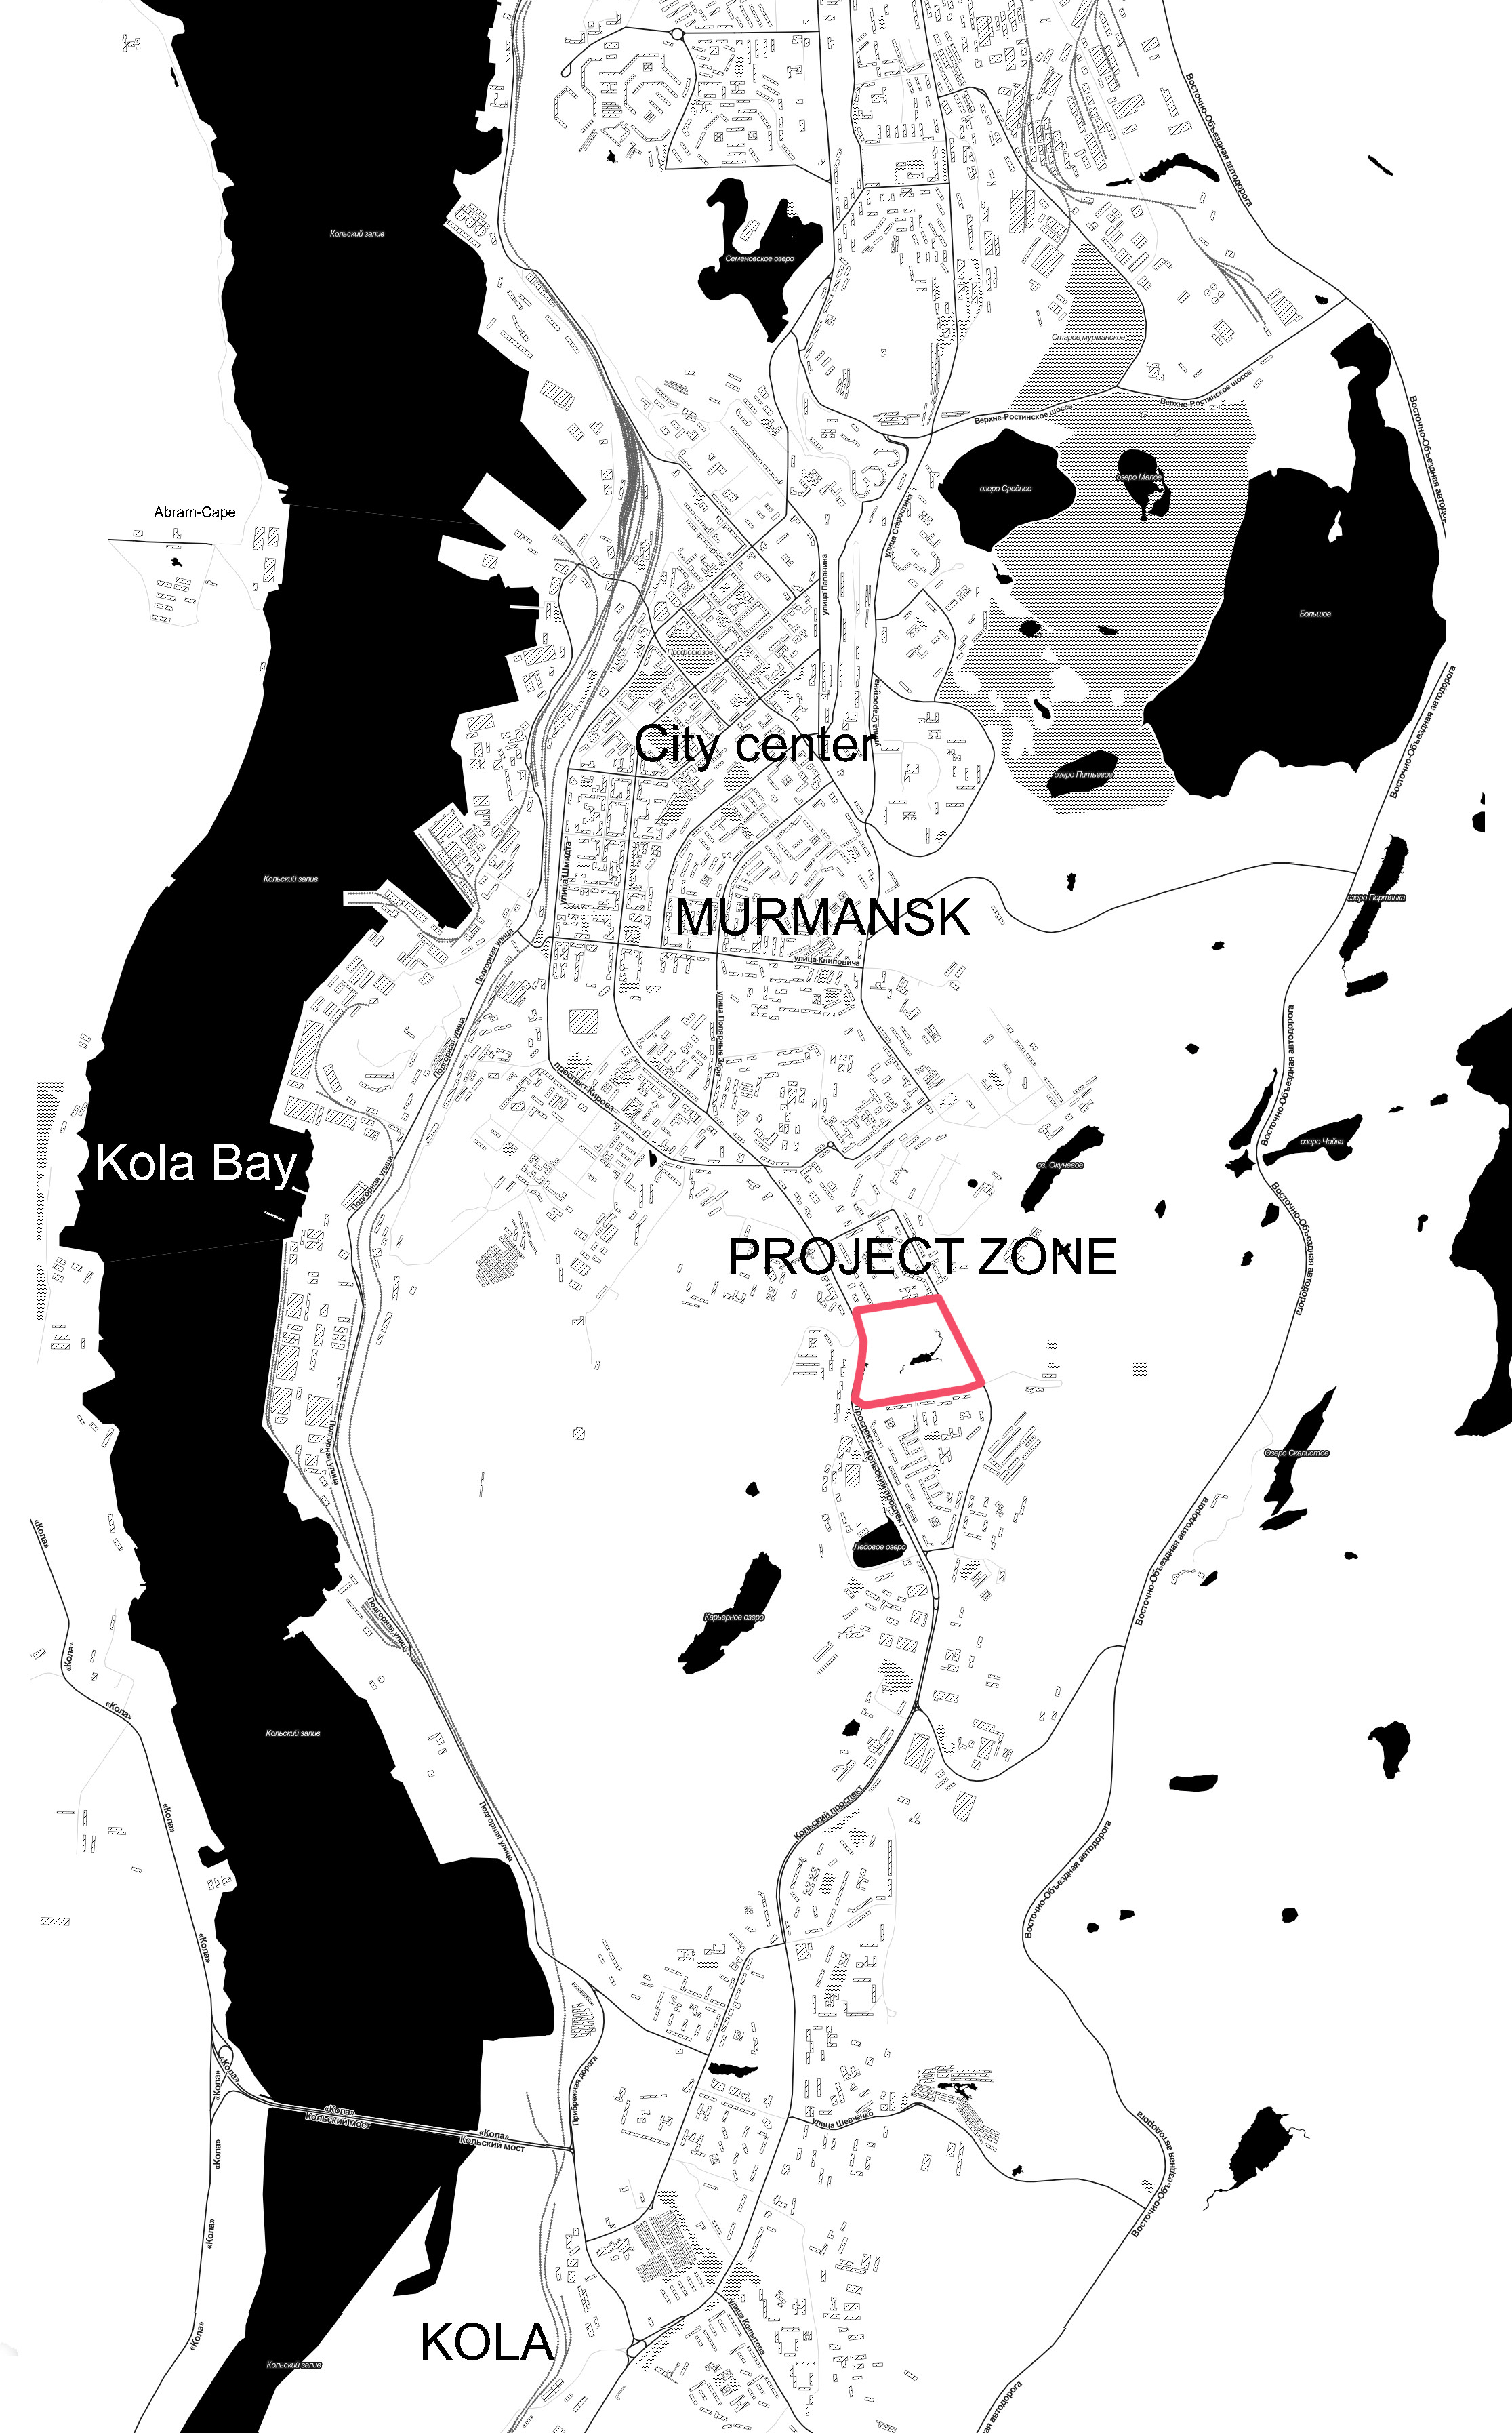 Восточно-Объездная автодорога
Кольский залив
Семеновское озеро
Старое мурманское
Верхне-Ростинское шоссе
Верхне-Ростинское шоссе
Восточно-Объездная автодо
озеро Малое
озеро Среднее
Abram-Cape
улица Старостина
улица Папанина
Большое
Профсоюзов
улица Старостина
Восточно-Объездная автодорога
City center
озеро Питьевое
улица Шмидта
Кольский залив
озеро Портянка
MURMANSK
Подгорная улица
улица Книповича
улица Полярные Зори
Подгорная улица
Восточно-Объездная автодорога
проспект Кирова
озеро Чайка
Kola Bay
оз. Окуневое
Подгорная улица
Восточно-Объездная автодорога
PROJECT ZONE
проспект
Кольский проспект
Подгорная улица
Озеро Скалистое
«Кола»
Восточно-Объездная автодорога
Ледовое озеро
Карьерное озеро
Подгорная улица
«Кола»
«Кола»
Кольский залив
«Кола»
Подгорная улица
Кольский проспект
Восточно-Объездная автодорога
«Кола»
«Кола»
«Кола»
Прибрежная дорога
«Кола»
Кольский мост
«Кола»
Кольский мост
улица Шевченко
Восточно-Объездная автодорога
«Кола»
«Кола»
«Кола»
улица Копытова
KOLA
Кольский залив
ная автодорога